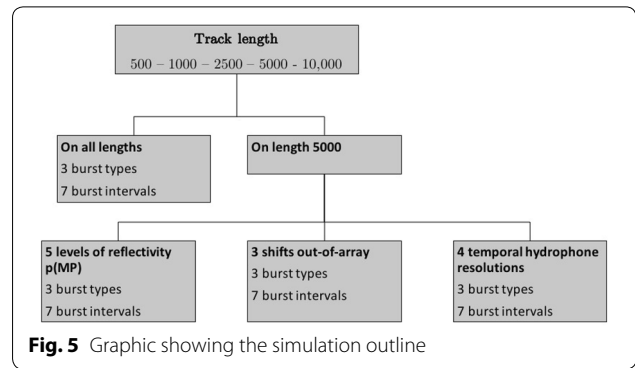 Track length
500 – 1000 – 2500 – 5000 - 10,000
On all lengths
3 burst types
7 burst intervals
On length 5000
5 levels of reflectivity
p(MP)
3 burst types
7 burst intervals
3 shifts out-of-array
3 burst types
7 burst intervals
4 temporal hydrophone
resolutions
3 burst types
7 burst intervals
Fig. 5 Graphic showing the simulation outline